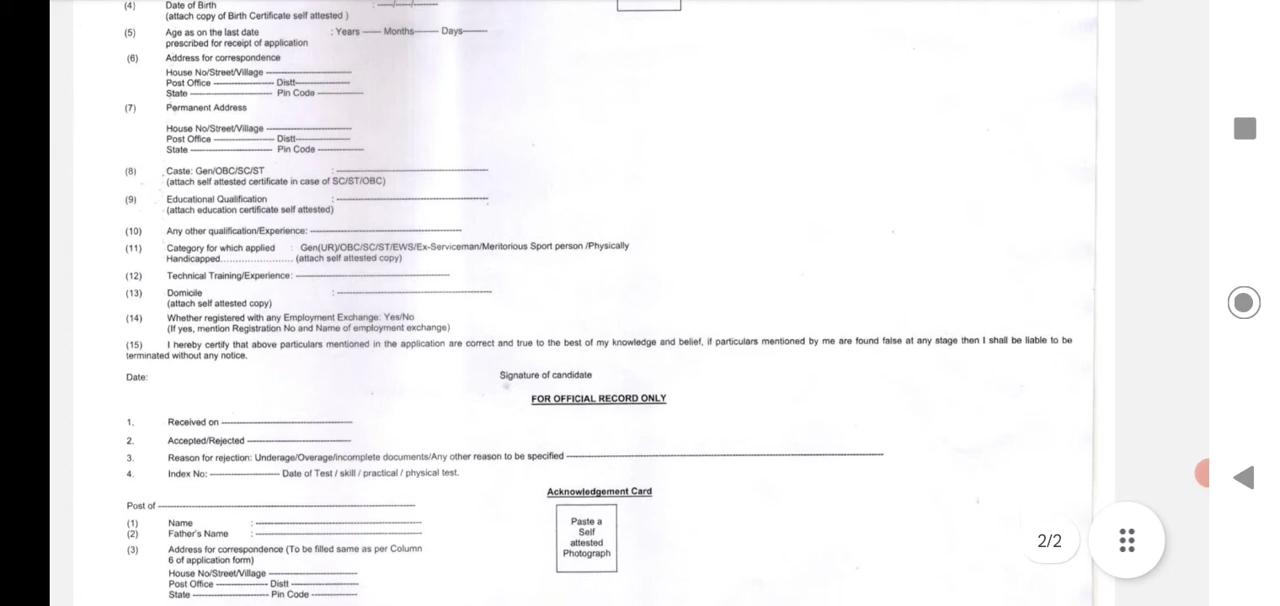 (4) Date of Birth : ----/----/--------
(attach copy of Birth Certificate self attested )
(5) Age as on the last date : Years ------ Months-------- Days--------
prescribed for receipt of application
(6) Address for correspondence
House No/Street/Village ----------------------------
Post Office -------------------- Distt------------------
State --------------------------- Pin Code ---------------
(7) Permanent Address
House No/Street/Village ----------------------------
Post Office -------------------- Distt------------------
State --------------------------- Pin Code ---------------
(8) Caste: Gen/OBC/SC/ST : --------------------------------------------------
(attach self attested certificate in case of SC/ST/OBC)
(9) Educational Qualification : --------------------------------------------------
(attach education certificate self attested)
(10) Any other qualification/Experience: --------------------------------------------------
(11) Category for which applied : Gen(UR)/OBC/SC/ST/EWS/Ex-Serviceman/Meritorious Sport person /Physically
Handicapped........................ (attach self attested copy)
(12) Technical Training/Experience: --------------------------------------------------
(13) Domicile : --------------------------------------------------
(attach self attested copy)
(14) Whether registered with any Employment Exchange: Yes/No
(If yes, mention Registration No and Name of employment exchange)
(15) I hereby certify that above particulars mentioned in the application are correct and true to the best of my knowledge and belief, if particulars mentioned by me are found false at any stage then I shall be liable to be
terminated without any notice.
Date: Signature of candidate
FOR OFFICIAL RECORD ONLY
1. Received on -------------------------------------------
2. Accepted/Rejected ----------------------------------
3. Reason for rejection: Underage/Overage/incomplete documents/Any other reason to be specified ------------------------------------------------------------
4. Index No: ----------------------- Date of Test / skill / practical / physical test.
Acknowledgement Card
Post of ------------------------------------------------------------
(1) Name : --------------------------------------------------
(2) Father's Name : --------------------------------------------------
Paste a
Self
attested
Photograph
(3) Address for correspondence (To be filled same as per Column
6 of application form)
House No/Street/Village ----------------------------
Post Office ----------------- Distt ----------------------
State ------------------------- Pin Code ---------------
2/2